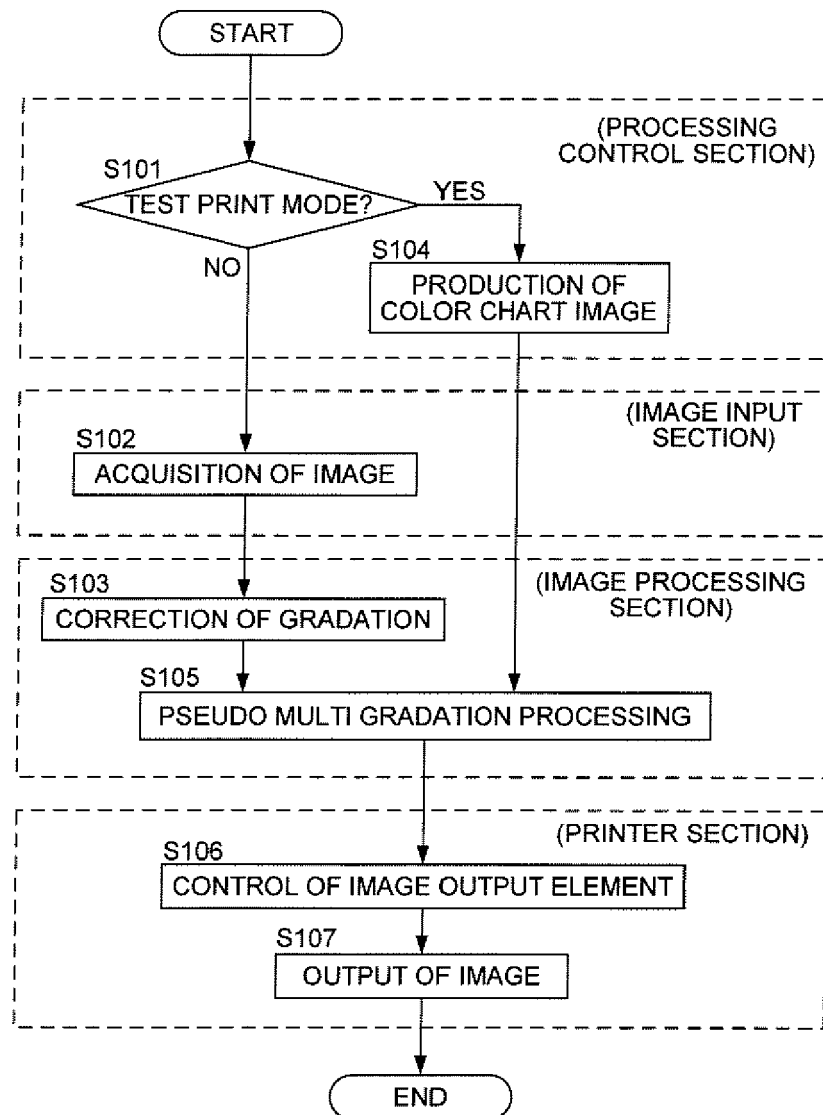 START
(PROCESSING
CONTROL SECTION)
S101
TEST PRINT MODE?
YES
NO
S104
PRODUCTION OF
COLOR CHART IMAGE
(IMAGE INPUT
SECTION)
S102
ACQUISITION OF IMAGE
S103
(IMAGE PROCESSING
SECTION)
CORRECTION OF GRADATION
S105
PSEUDO MULTI GRADATION PROCESSING
(PRINTER SECTION)
S106
CONTROL OF IMAGE OUTPUT ELEMENT
S107
OUTPUT OF IMAGE
END